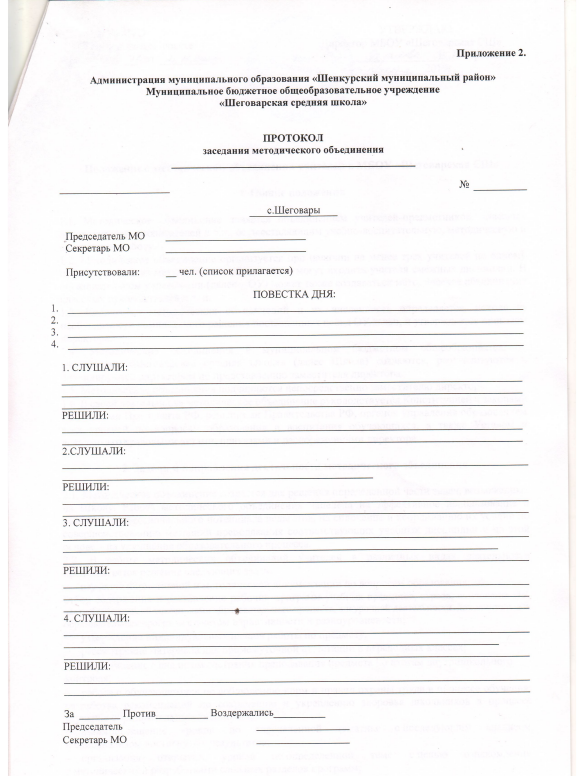 Приложение 2.
Администрация муниципального образования «Шенкурский муниципальный район»
Муниципальное бюджетное общеобразовательное учреждение
«Шеговарская средняя школа»
ПРОТОКОЛ
заседания методического объединения
№
с.Шеговары
Председатель МО
Секретарь МО
Присутствовали: __ чел. (список прилагается)
ПОВЕСТКА ДНЯ:
1.
2.
3.
4.
1. СЛУШАЛИ:
РЕШИЛИ:
2.СЛУШАЛИ:
РЕШИЛИ:
3. СЛУШАЛИ:
РЕШИЛИ:
4. СЛУШАЛИ:
РЕШИЛИ:
За ________ Против__________ Воздержались__________
Председатель
Секретарь МО